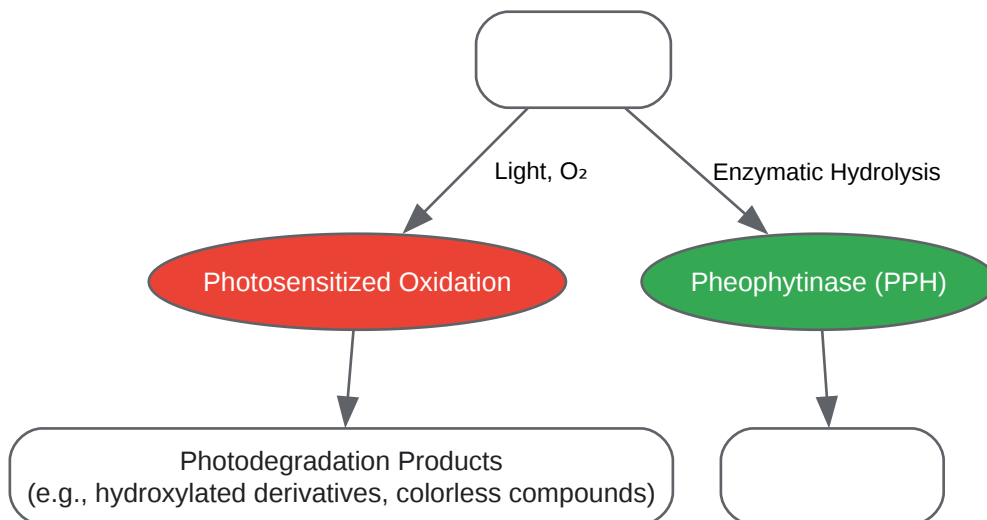 Light, O₂
Enzymatic Hydrolysis
Photosensitized Oxidation
Pheophytinase (PPH)
Photodegradation Products
(e.g., hydroxylated derivatives, colorless compounds)